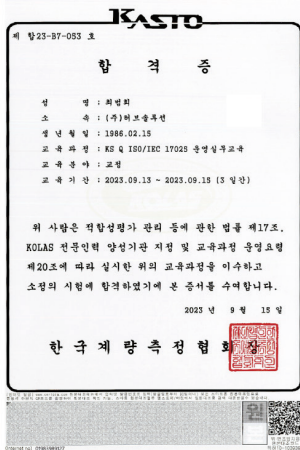 KASTO
제 합23-B7-053 호
합 격 증
성 명 : 최범희
소 속 : (주)터브솔루션
생 년 월 일 : 1986.02.15
교 육 과 정 : KS Q ISO/IEC 17025 운영실무교육
교 육 분 야 : 교정
교 육 기 간 : 2023.09.13 ~ 2023.09.15 (3 일간)
위 사람은 적합성평가 관리 등에 관한 법률 제17조,
KOLAS 전문인력 양성기관 지정 및 교육과정 운영요령
제20조에 따라 실시한 위의 교육과정을 이수하고
소정의 시험에 합격하였기에 본 증서를 수여합니다.
2023 년 9 월 15 일
한 국 계 량 측 정 협 회 장